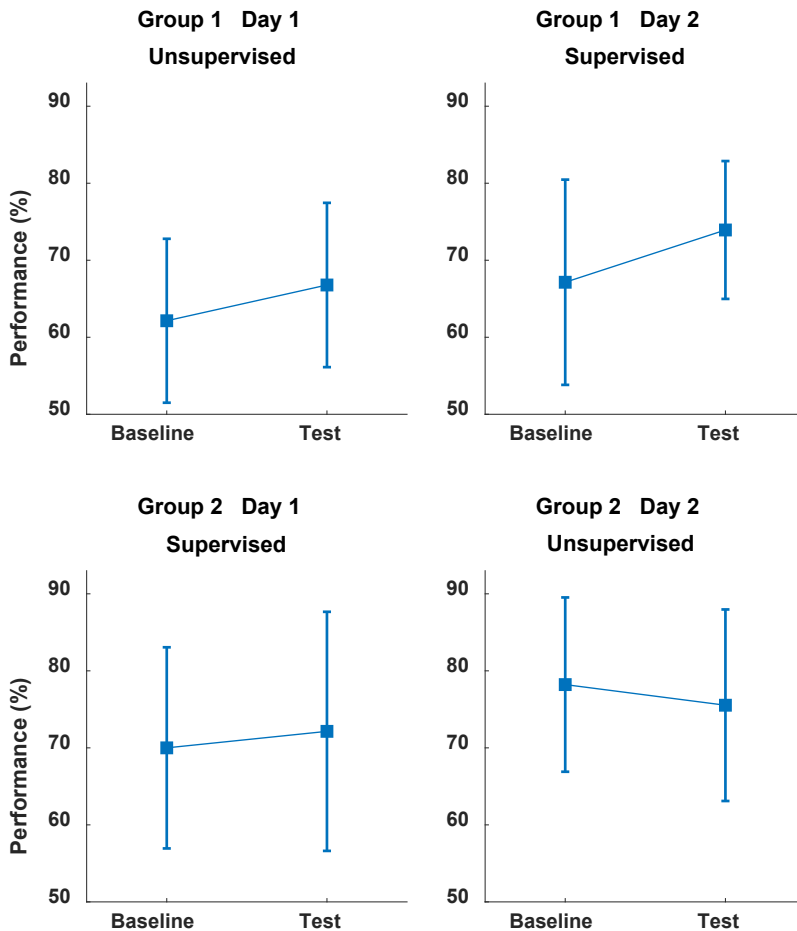 Group 1 Day 1
Unsupervised
90
80
70
60
50
Performance (%)
Baseline Test
Group 1 Day 2
Supervised
90
80
70
60
50
Baseline Test
Group 2 Day 1
Supervised
90
80
70
60
50
Performance (%)
Baseline Test
Group 2 Day 2
Unsupervised
90
80
70
60
50
Baseline Test